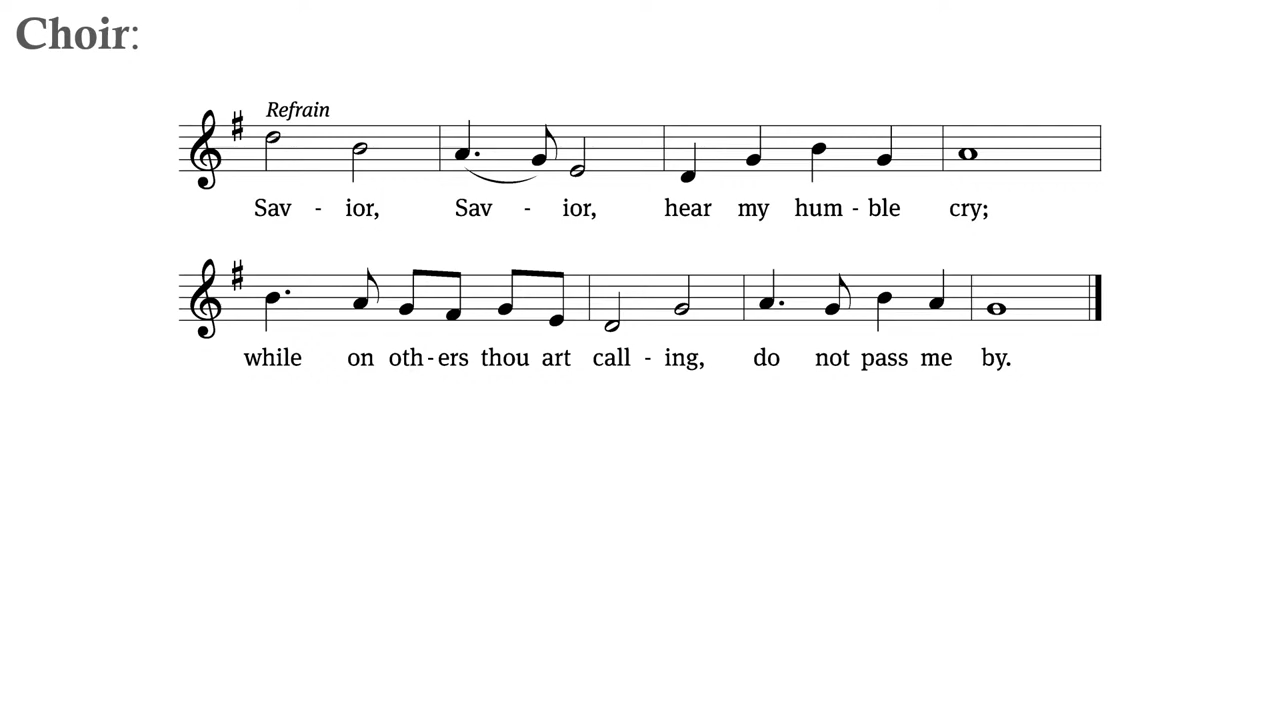 Choir:
Refrain
Sav - ior, Sav - ior, hear my hum - ble cry;
while on oth - ers thou art call - ing, do not pass me by.